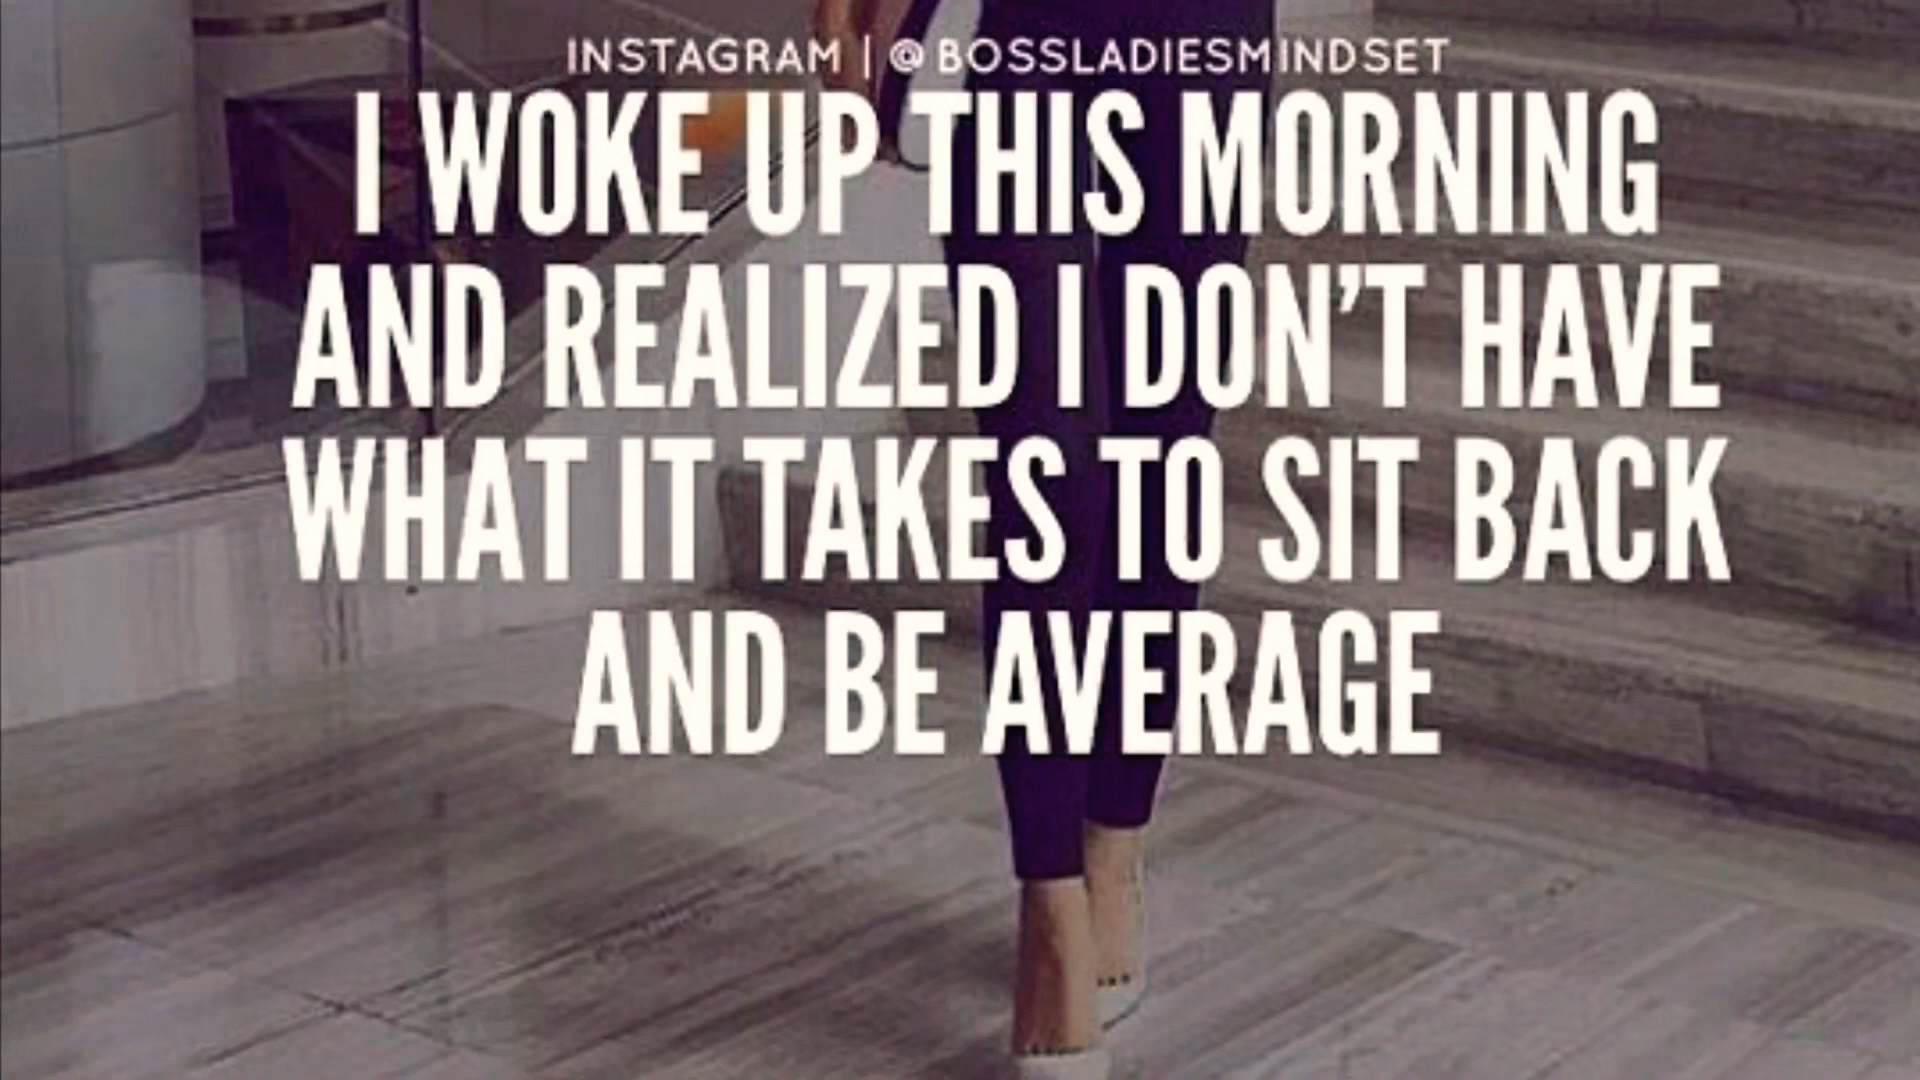 INSTAGRAM | @BOSSLADIESMINDSET
I WOKE UP THIS MORNING
AND REALIZED I DON'T HAVE
WHAT IT TAKES TO SIT BACK
AND BE AVERAGE